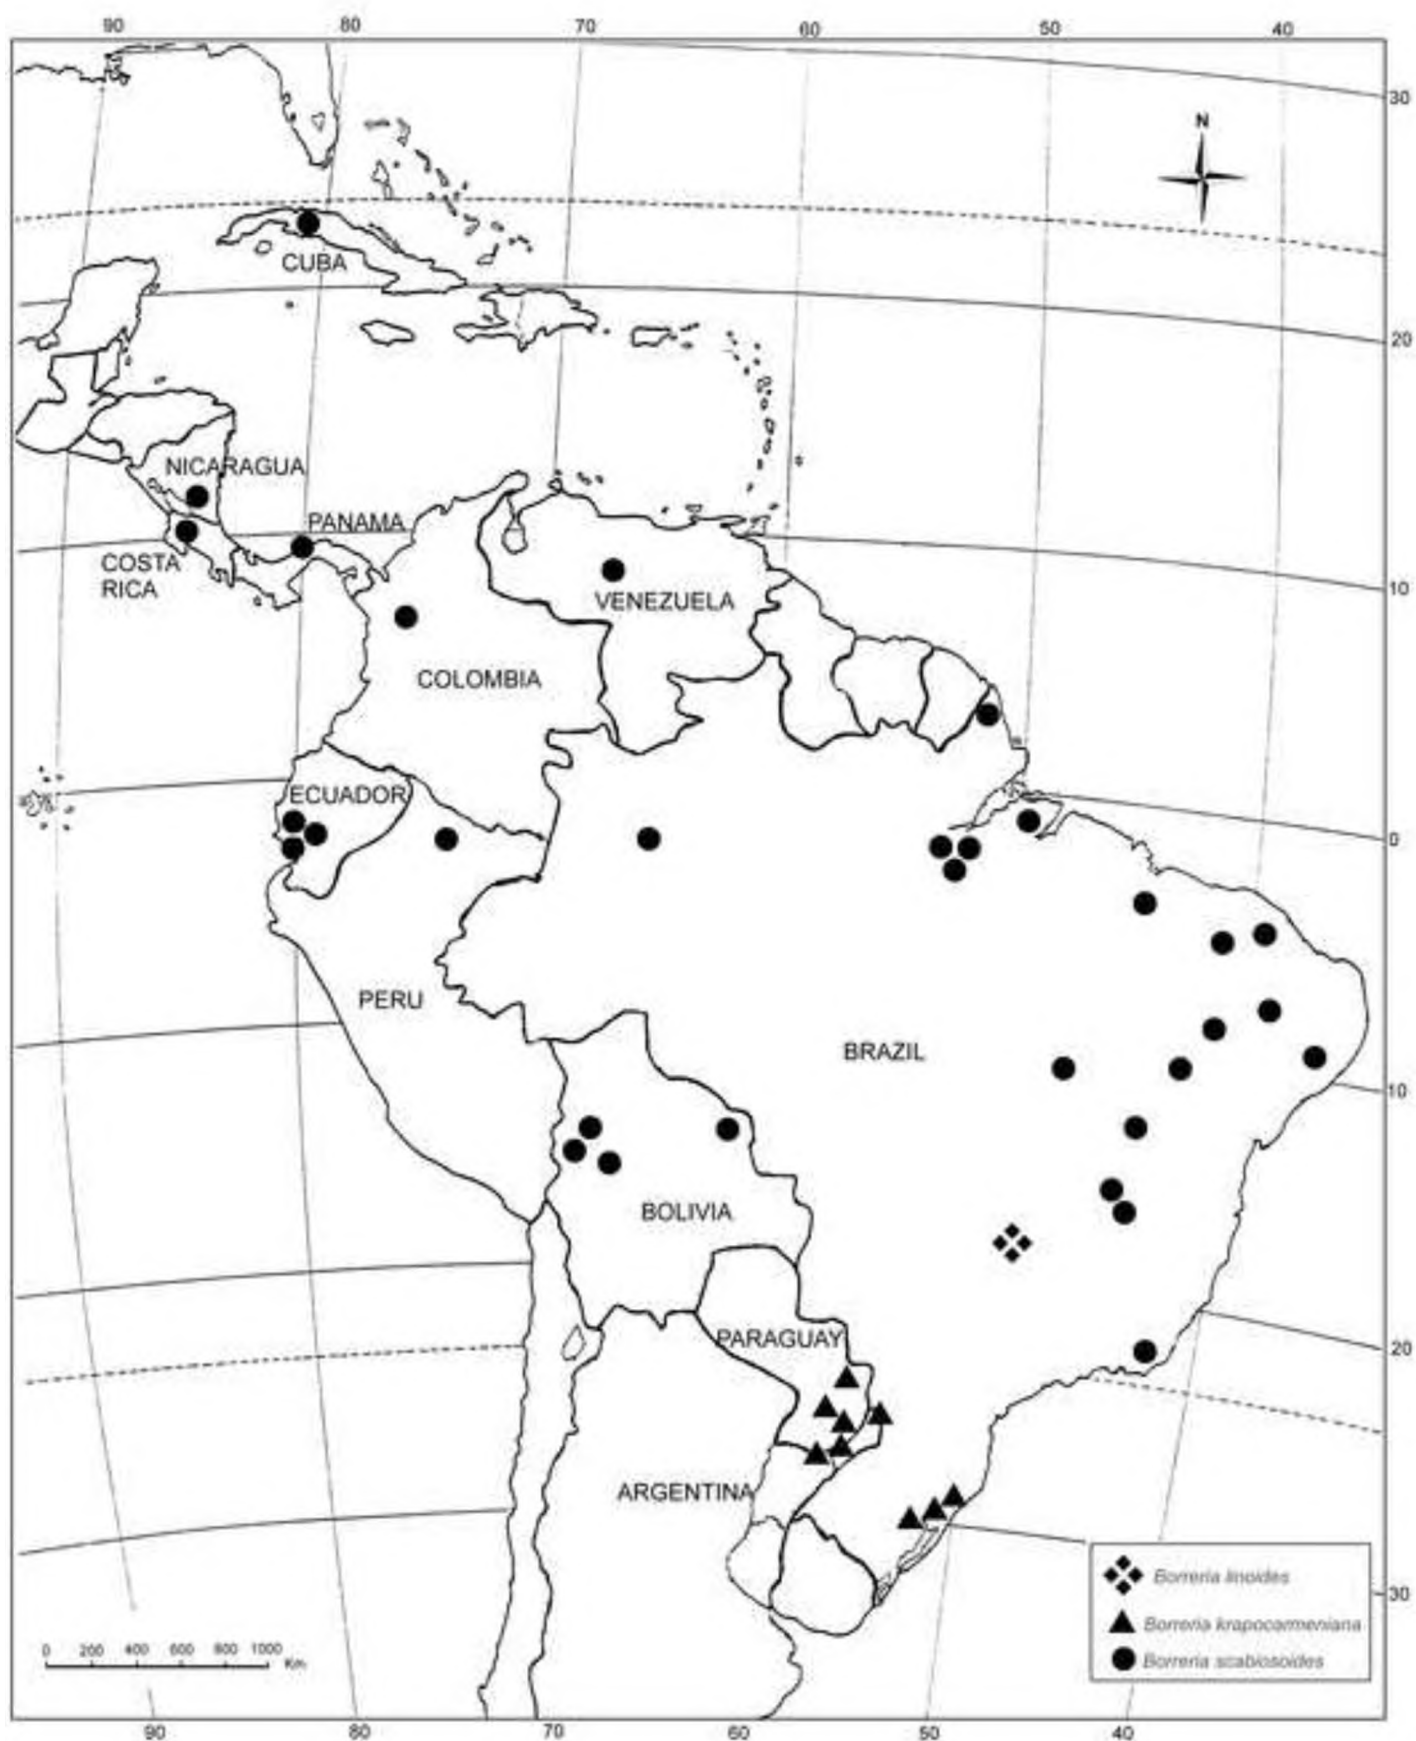 90 80 70 60 50 40
30
N
CUBA
20
NICARAGUA
PANAMA
COSTA
RICA
VENEZUELA
10
COLOMBIA
ECUADOR
0
PERU
BRAZIL
10
BOLIVIA
PARAGUAY
20
ARGENTINA
Borreria linoides
30
Borreria krapocarmeniana
Borreria scabiosoides
0 200 400 600 800 1000
Km
90 80 70 60 50 40